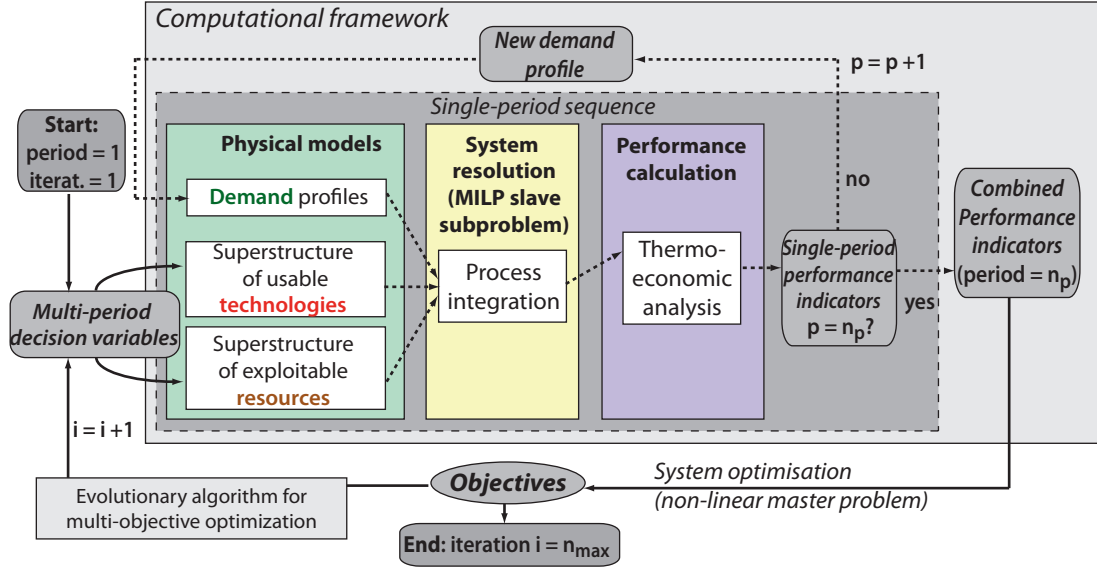 Computational framework
New demand
profile
p = p +1
Single-period sequence
Start:
period = 1
iterat. = 1
Physical models
Demand profiles
Superstructure
of usable
technologies
Superstructure
of exploitable
resources
System
resolution
(MILP slave
subproblem)
Process
integration
Performance
calculation
Thermo-
economic
analysis
no
Single-period
performance
indicators
p = np?
yes
Combined
Performance
indicators
(period = np)
Multi-period
decision variables
i = i +1
Evolutionary algorithm for
multi-objective optimization
Objectives
System optimisation
(non-linear master problem)
End: iteration i = nmax